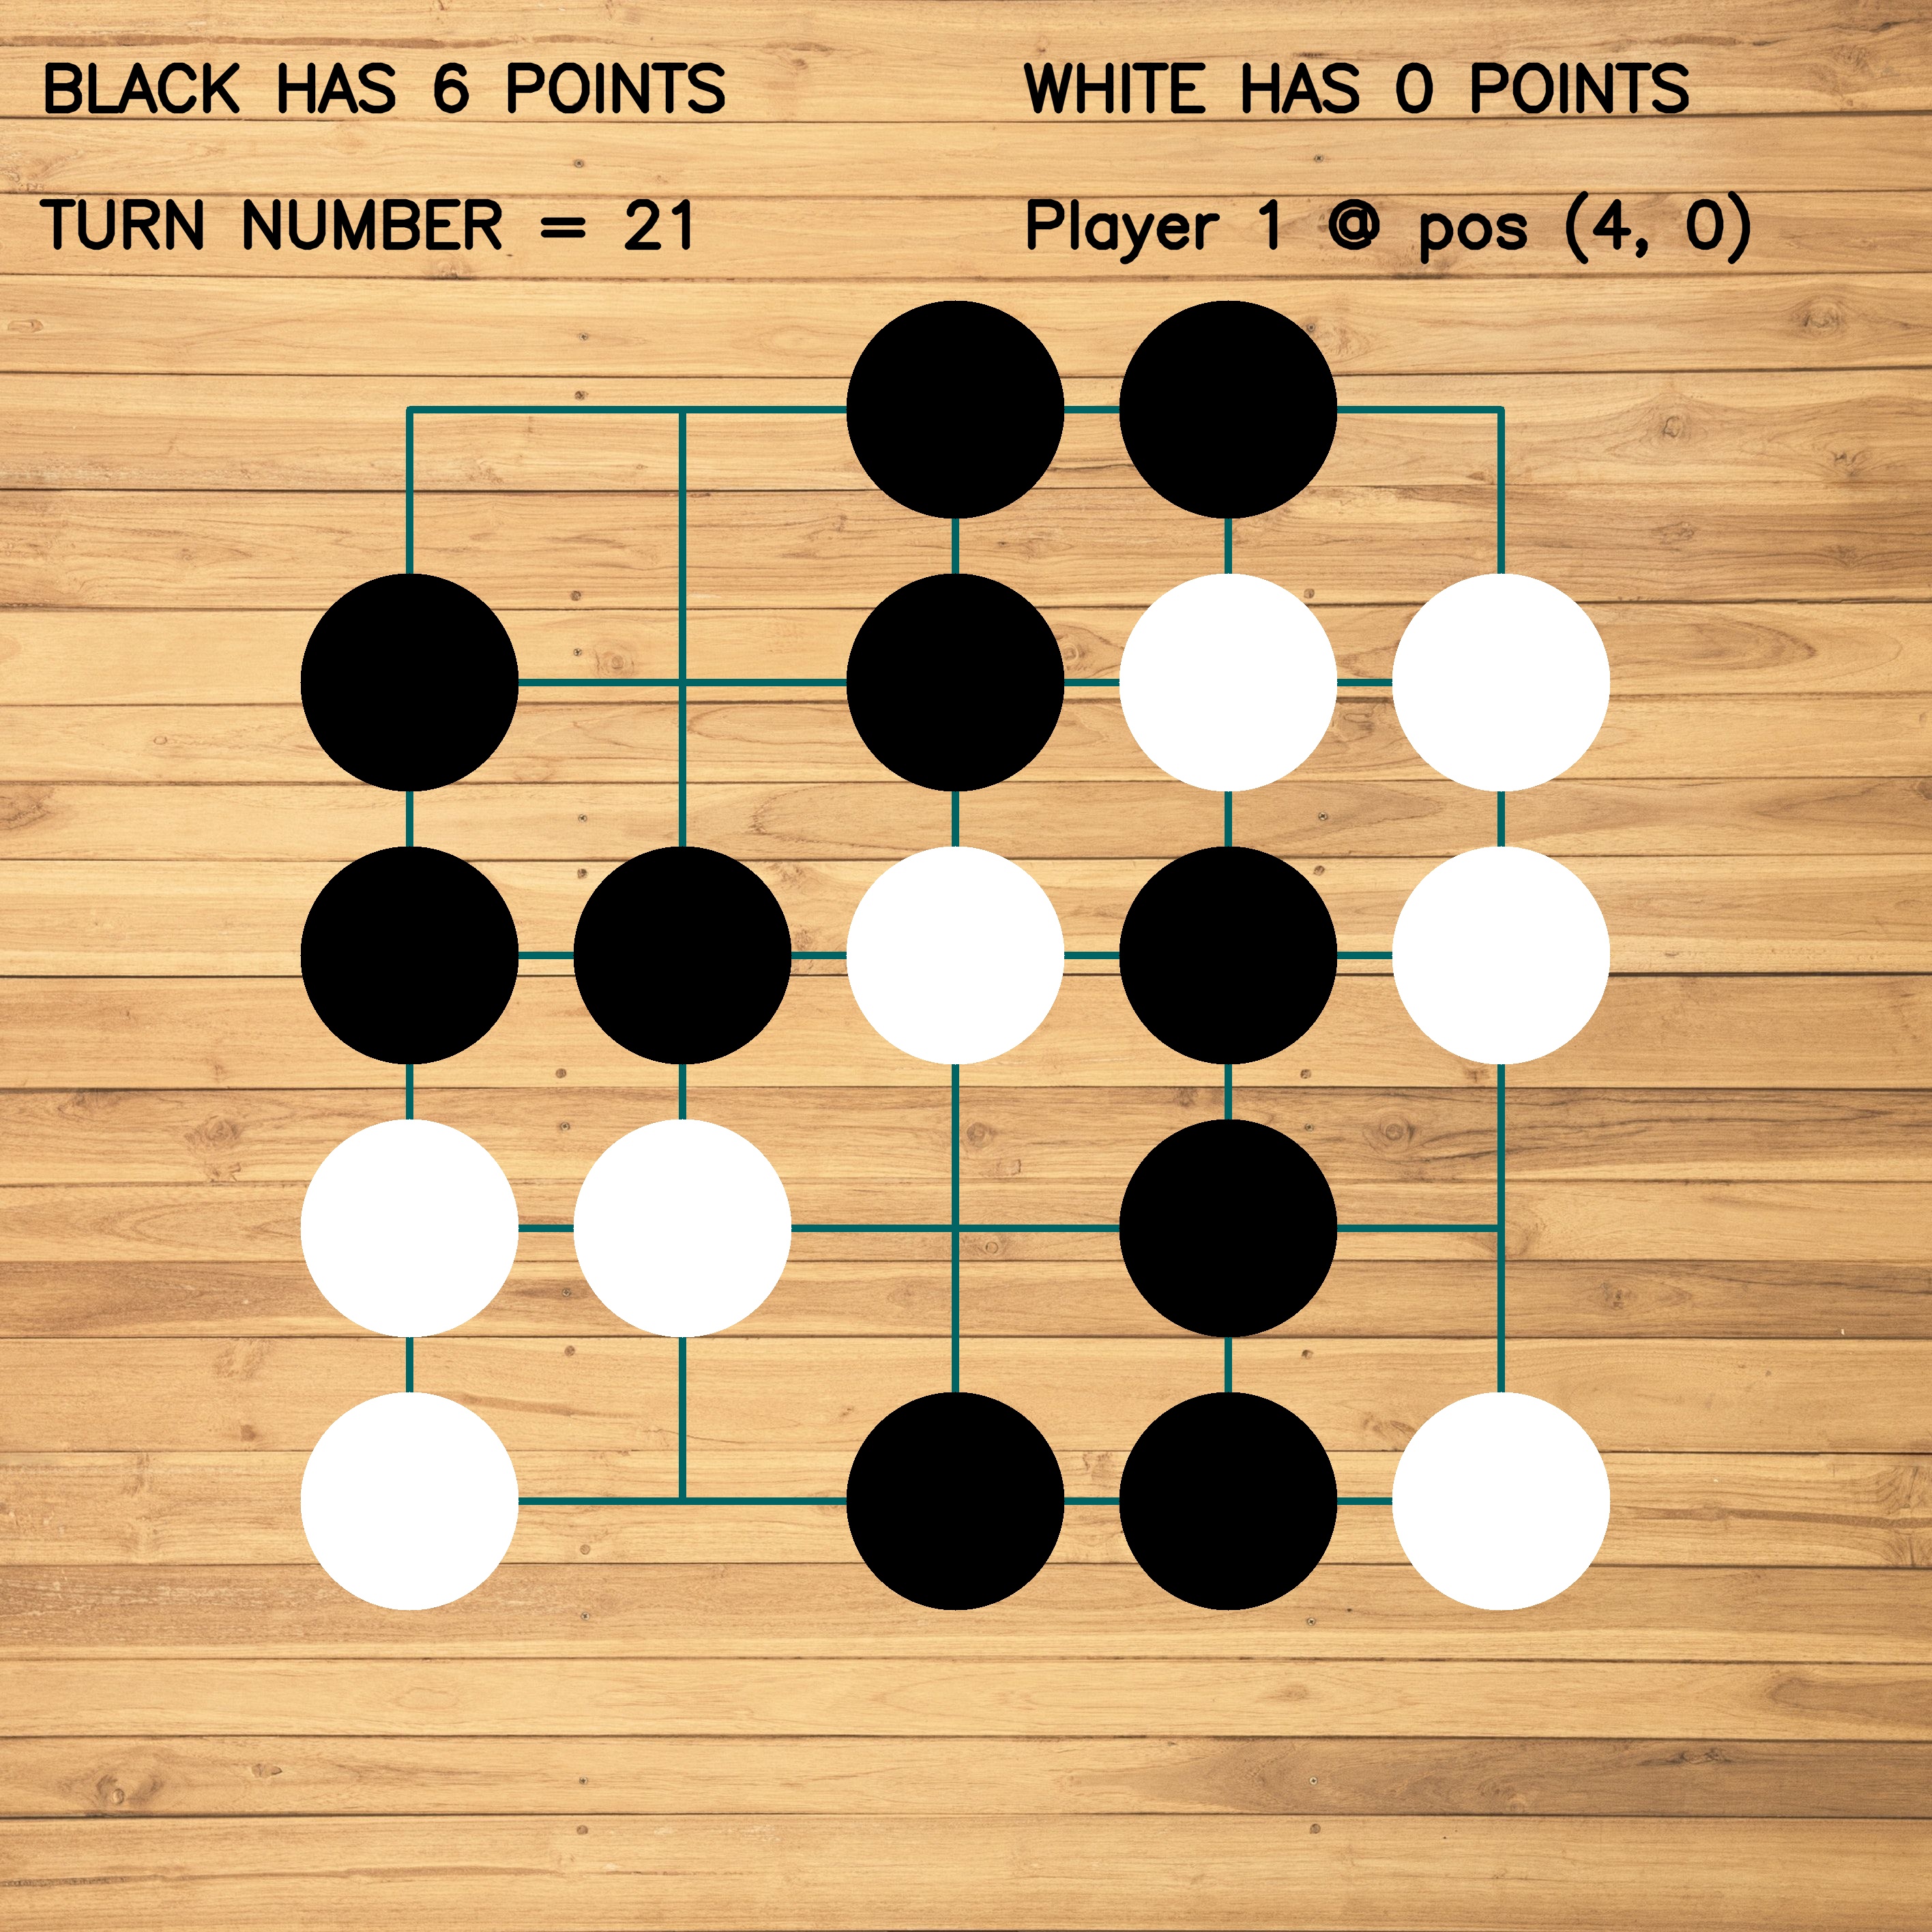 BLACK HAS 6 POINTS
WHITE HAS 0 POINTS
TURN NUMBER = 21
Player 1 @ pos (4, 0)